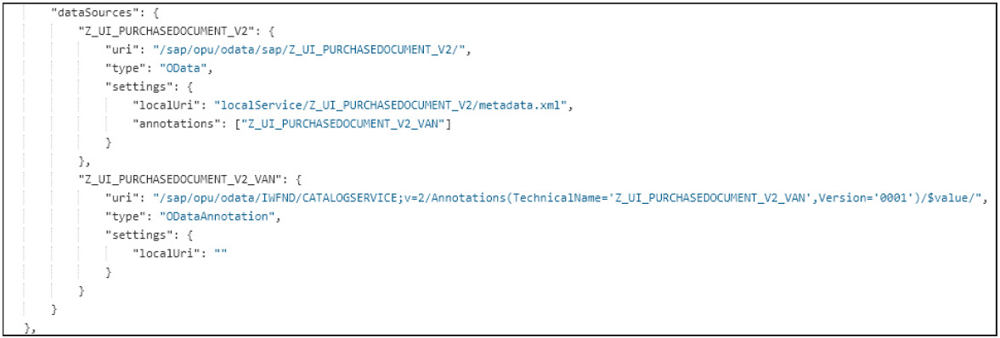 "dataSources": {
"Z_UI_PURCHASEDOCUMENT_V2": {
"uri": "/sap/opu/odata/sap/Z_UI_PURCHASEDOCUMENT_V2/",
"type": "OData",
"settings": {
"localUri": "localService/Z_UI_PURCHASEDOCUMENT_V2/metadata.xml",
"annotations": ["Z_UI_PURCHASEDOCUMENT_V2_VAN"]
}
},
"Z_UI_PURCHASEDOCUMENT_V2_VAN": {
"uri": "/sap/opu/odata/IWFND/CATALOGSERVICE;v=2/Annotations(TechnicalName='Z_UI_PURCHASEDOCUMENT_V2_VAN',Version='0001')/$value/",
"type": "ODataAnnotation",
"settings": {
"localUri": ""
}
}
}
},